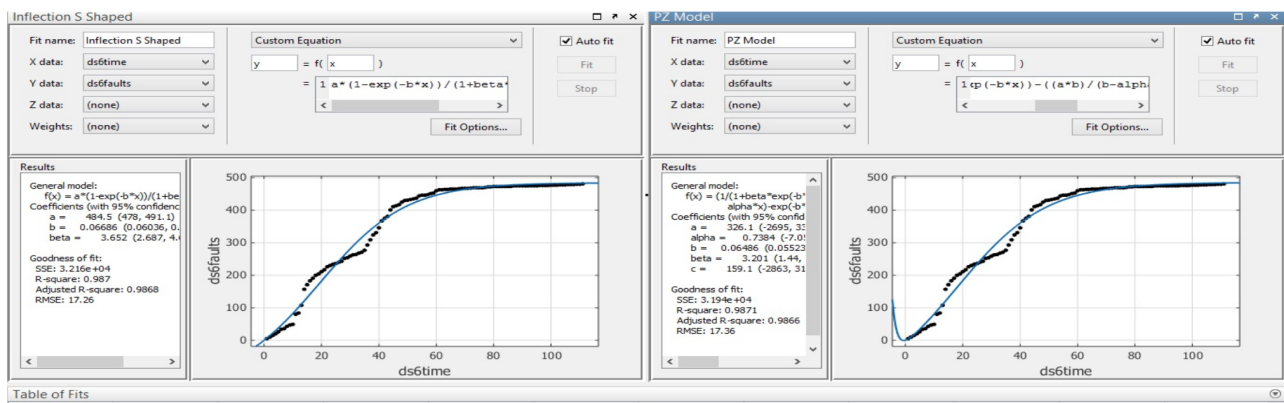 Inflection S Shaped
Fit name: Inflection S Shaped
X data: ds6time
Y data: ds6faults
Z data: (none)
Weights: (none)
Custom Equation
y = f( x )
= 1 a*(1-exp(-b*x))/(1+beta*
Fit Options...
Auto fit
Fit
Stop
Results
General model:
f(x) = a*(1-exp(-b*x))/(1+be
Coefficients (with 95% confidenc
a = 484.5 (478, 491.1)
b = 0.06686 (0.06036, 0.
beta = 3.652 (2.687, 4.
Goodness of fit:
SSE: 3.216e+04
R-square: 0.987
Adjusted R-square: 0.9868
RMSE: 17.26
500
400
300
200
100
0
ds6faults
0 20 40 60 80 100
ds6time
PZ Model
Fit name: PZ Model
X data: ds6time
Y data: ds6faults
Z data: (none)
Weights: (none)
Custom Equation
y = f( x )
= 1 xp(-b*x))-((a*b)/(b-alph
Fit Options...
Auto fit
Fit
Stop
Results
General model:
f(x) = (1/(1+beta*exp(-b*
alpha*x)-exp(-b*
Coefficients (with 95% confid
a = 326.1 (-2695, 33
alpha = 0.7384 (-7.05
b = 0.06486 (0.05523
beta = 3.201 (1.44,
c = 159.1 (-2863, 31
Goodness of fit:
SSE: 3.194e+04
R-square: 0.9871
Adjusted R-square: 0.9866
RMSE: 17.36
500
400
300
200
100
0
ds6faults
0 20 40 60 80 100
ds6time
Table of Fits